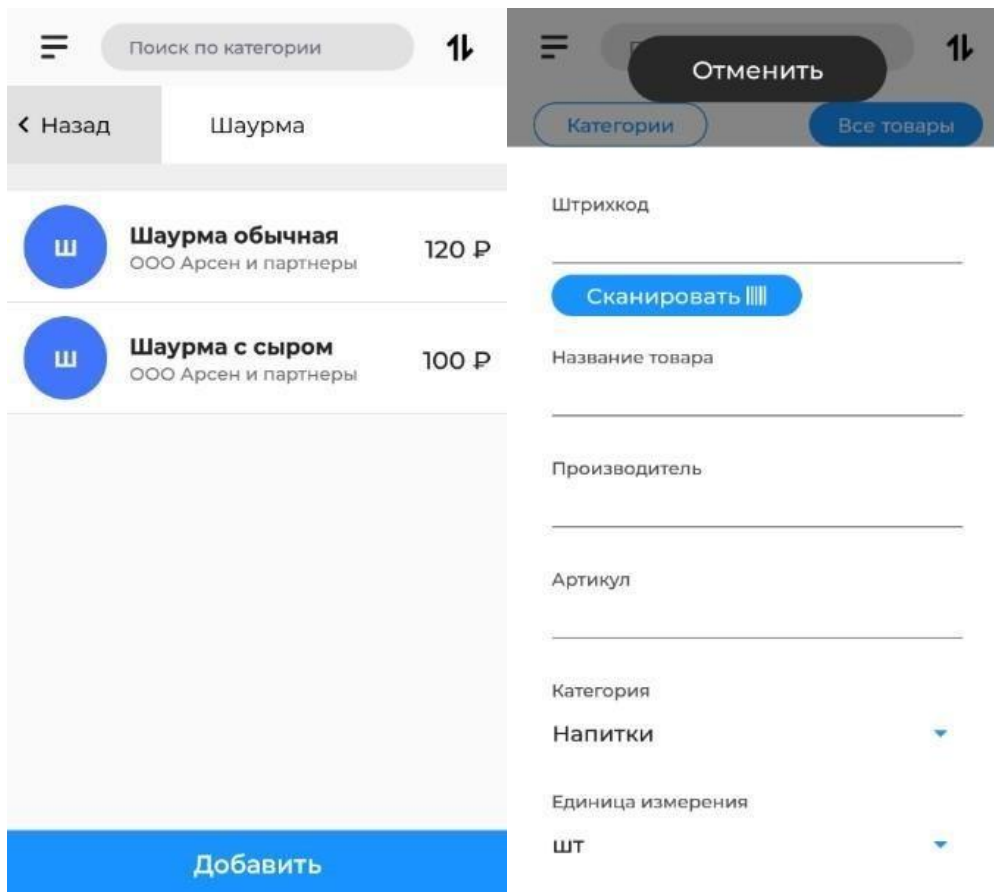 Поиск по категории
Назад
Шаурма
Ш
Шаурма обычная
ООО Арсен и партнеры
120 ₽
Ш
Шаурма с сыром
ООО Арсен и партнеры
100 ₽
Добавить
Отменить
Категории
Все товары
Штрихкод
Сканировать
Название товара
Производитель
Артикул
Категория
Напитки
Единица измерения
шт